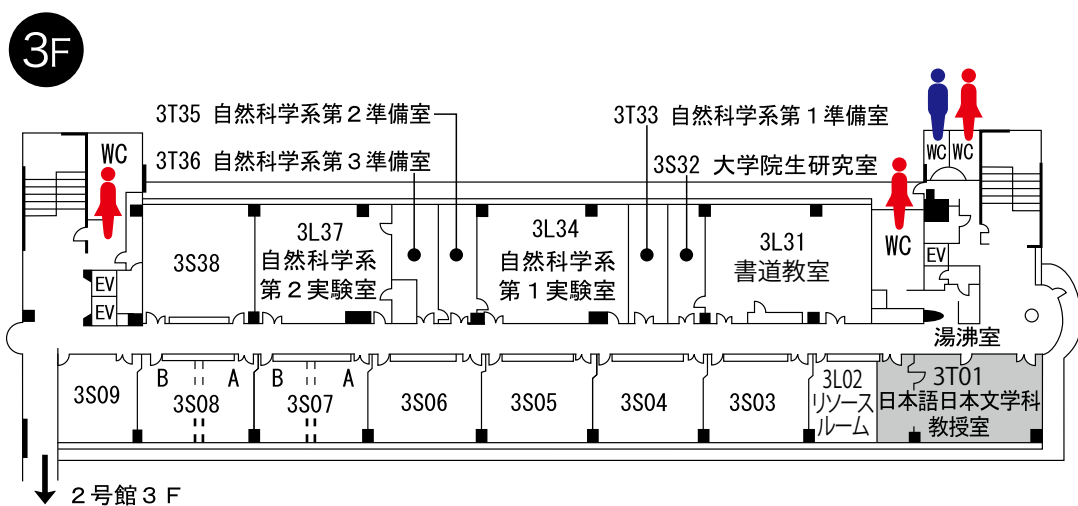 3F
3T35 自然科学系第２準備室
3T33 自然科学系第１準備室
3T36 自然科学系第３準備室
3S32 大学院生研究室
WC
WC
WC
WC
3S38
3L37
自然科学系
第２実験室
3L34
自然科学系
第１実験室
3L31
書道教室
EV
EV
EV
湯沸室
3S09
B
A
3S08
B
A
3S07
3S06
3S05
3S04
3S03
3L02
リソース
ルーム
3T01
日本語日本文学科
教授室
２号館３Ｆ